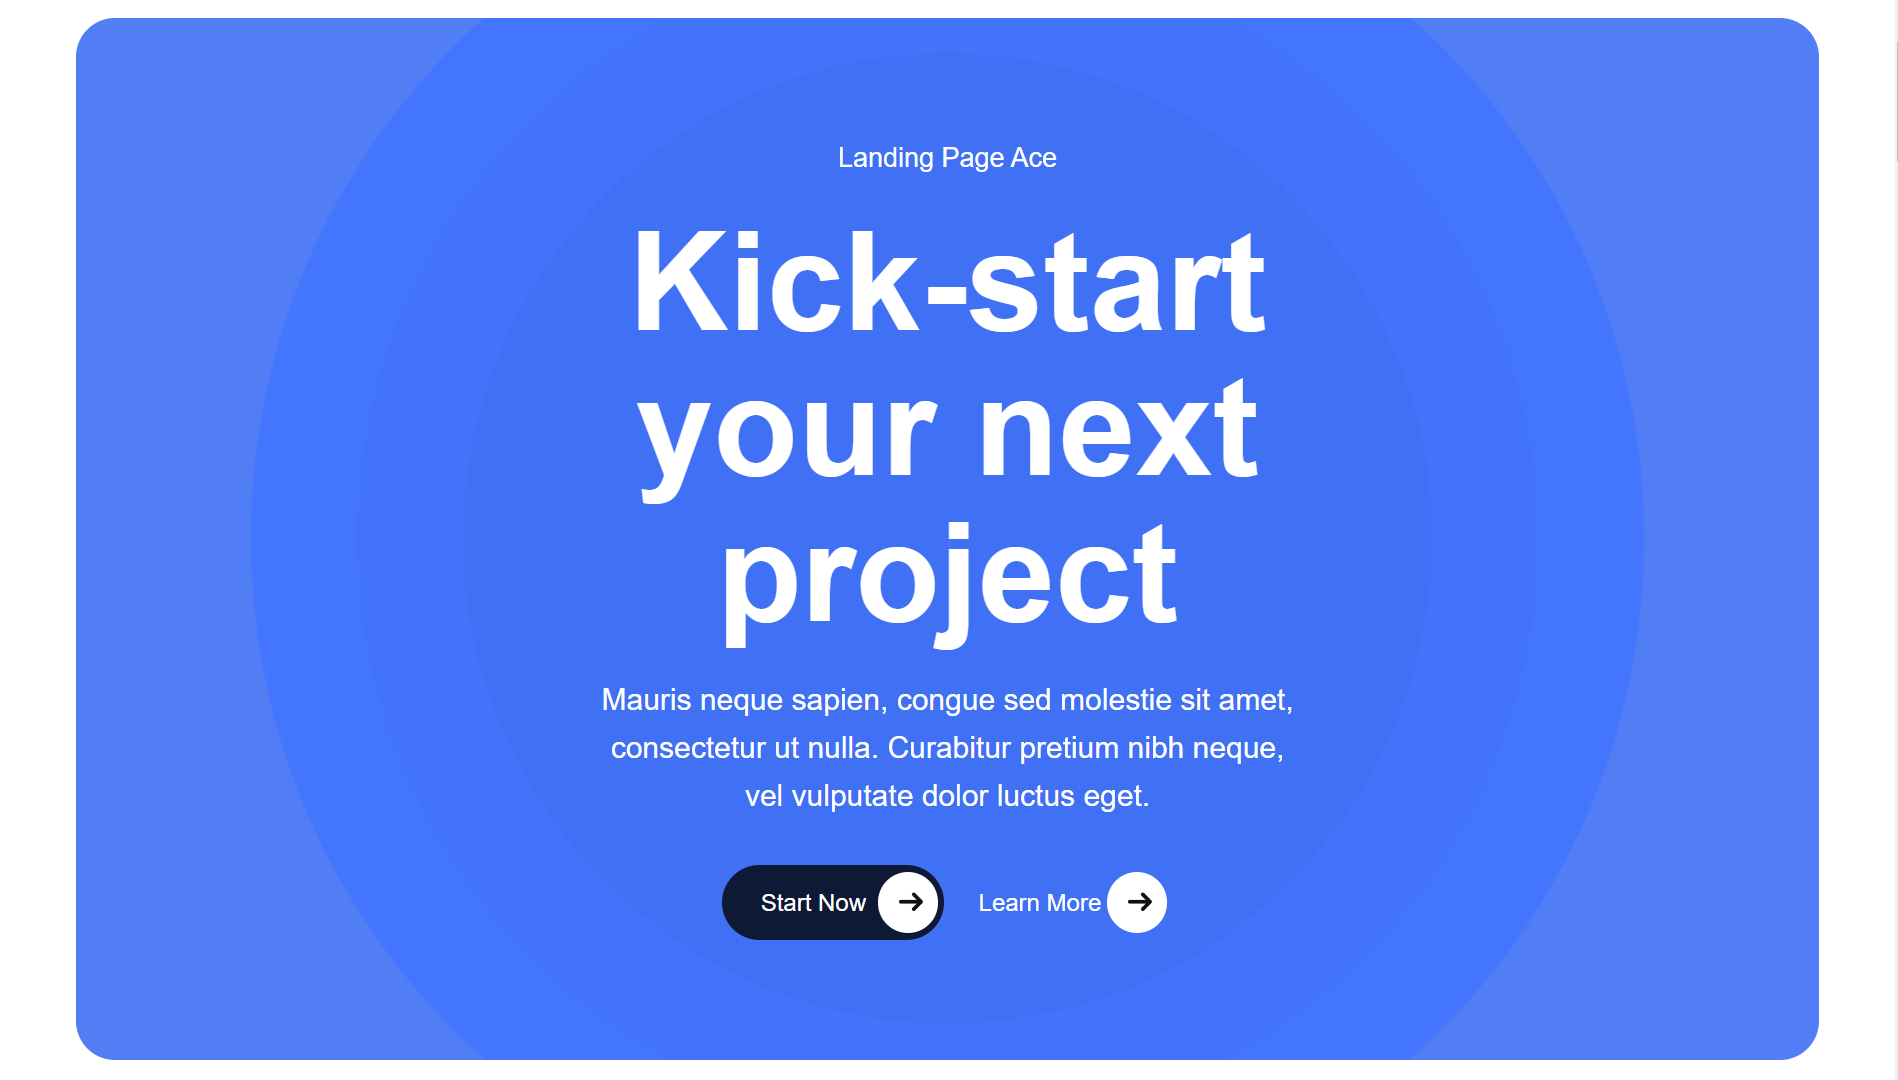 Landing Page Ace
Kick-start
your next
project
Mauris neque sapien, congue sed molestie sit amet,
consectetur ut nulla. Curabitur pretium nibh neque,
vel vulputate dolor luctus eget.
Start Now
Learn More